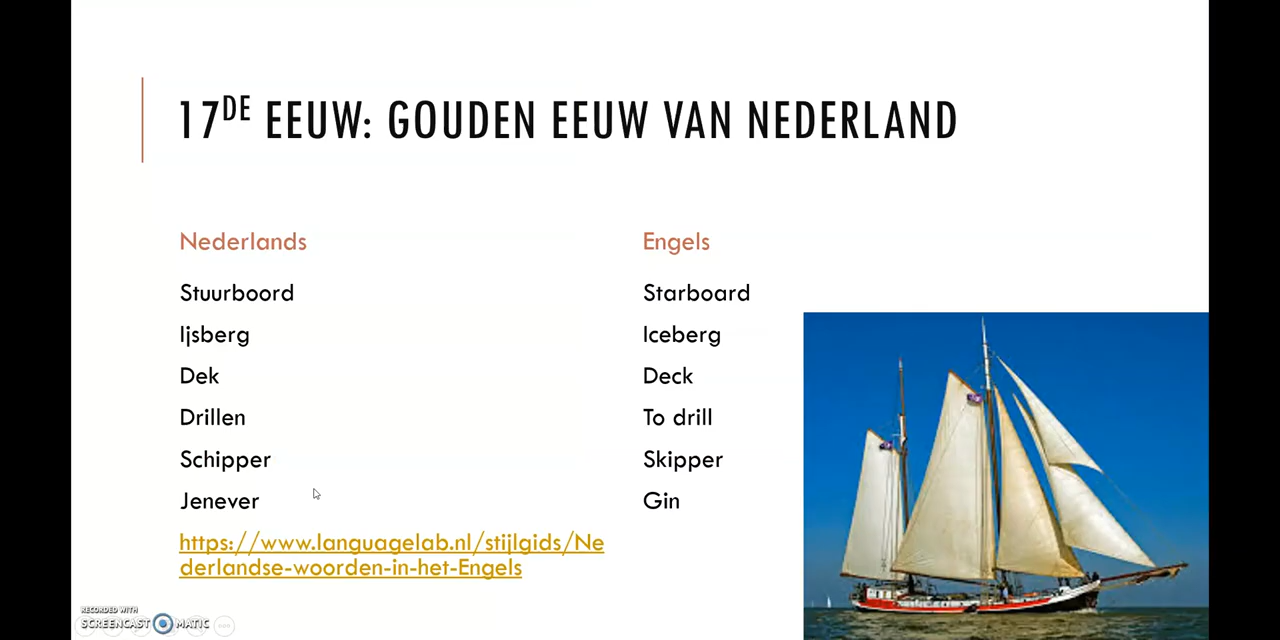 17DE EEUW: GOUDEN EEUW VAN NEDERLAND
Nederlands
Engels
Stuurboord
Starboard
Ijsberg
Iceberg
Dek
Deck
Drillen
To drill
Schipper
Skipper
Jenever
Gin
https://www.languagelab.nl/stijlgids/Ne
derlandse-woorden-in-het-Engels
RECORDED WITH
SCREENCAST MATIC